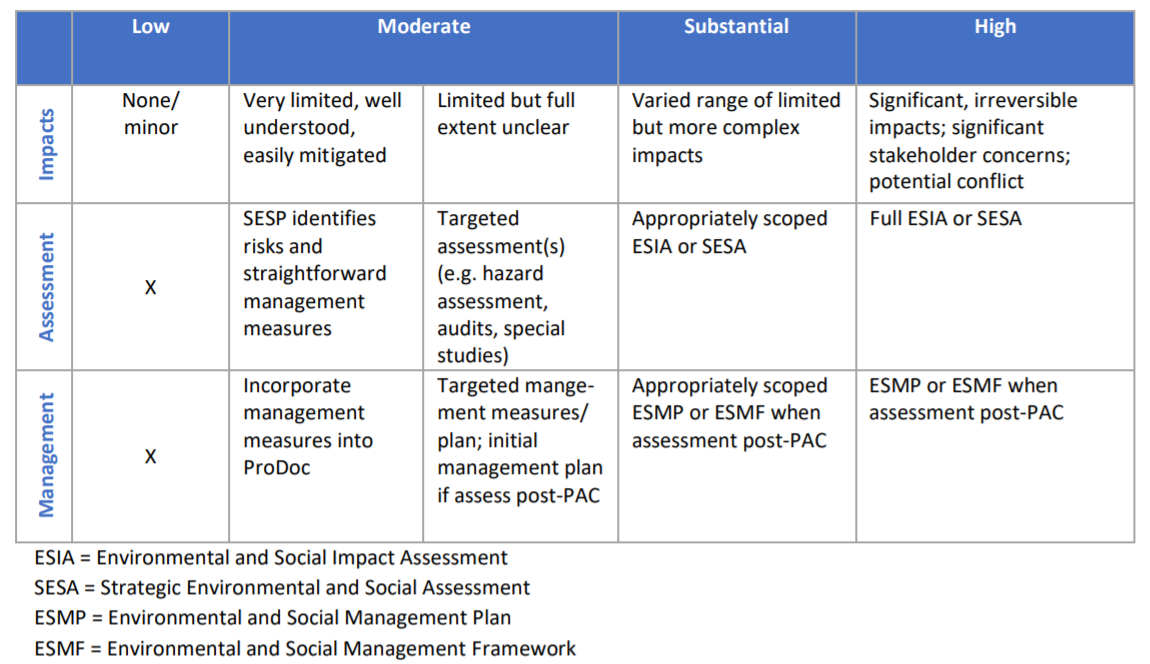 Low
Moderate
Substantial
High
Impacts
None/
minor
Very limited, well
understood,
easily mitigated
Limited but full
extent unclear
Varied range of limited
but more complex
impacts
Significant, irreversible
impacts; significant
stakeholder concerns;
potential conflict
Assessment
X
SESP identifies
risks and
straightforward
management
measures
Targeted
assessment(s)
(e.g. hazard
assessment,
audits, special
studies)
Appropriately scoped
ESIA or SESA
Full ESIA or SESA
Management
X
Incorporate
management
measures into
ProDoc
Targeted mange-
ment measures/
plan; initial
management plan
if assess post-PAC
Appropriately scoped
ESMP or ESMF when
assessment post-PAC
ESMP or ESMF when
assessment post-PAC
ESIA = Environmental and Social Impact Assessment
SESA = Strategic Environmental and Social Assessment
ESMP = Environmental and Social Management Plan
ESMF = Environmental and Social Management Framework